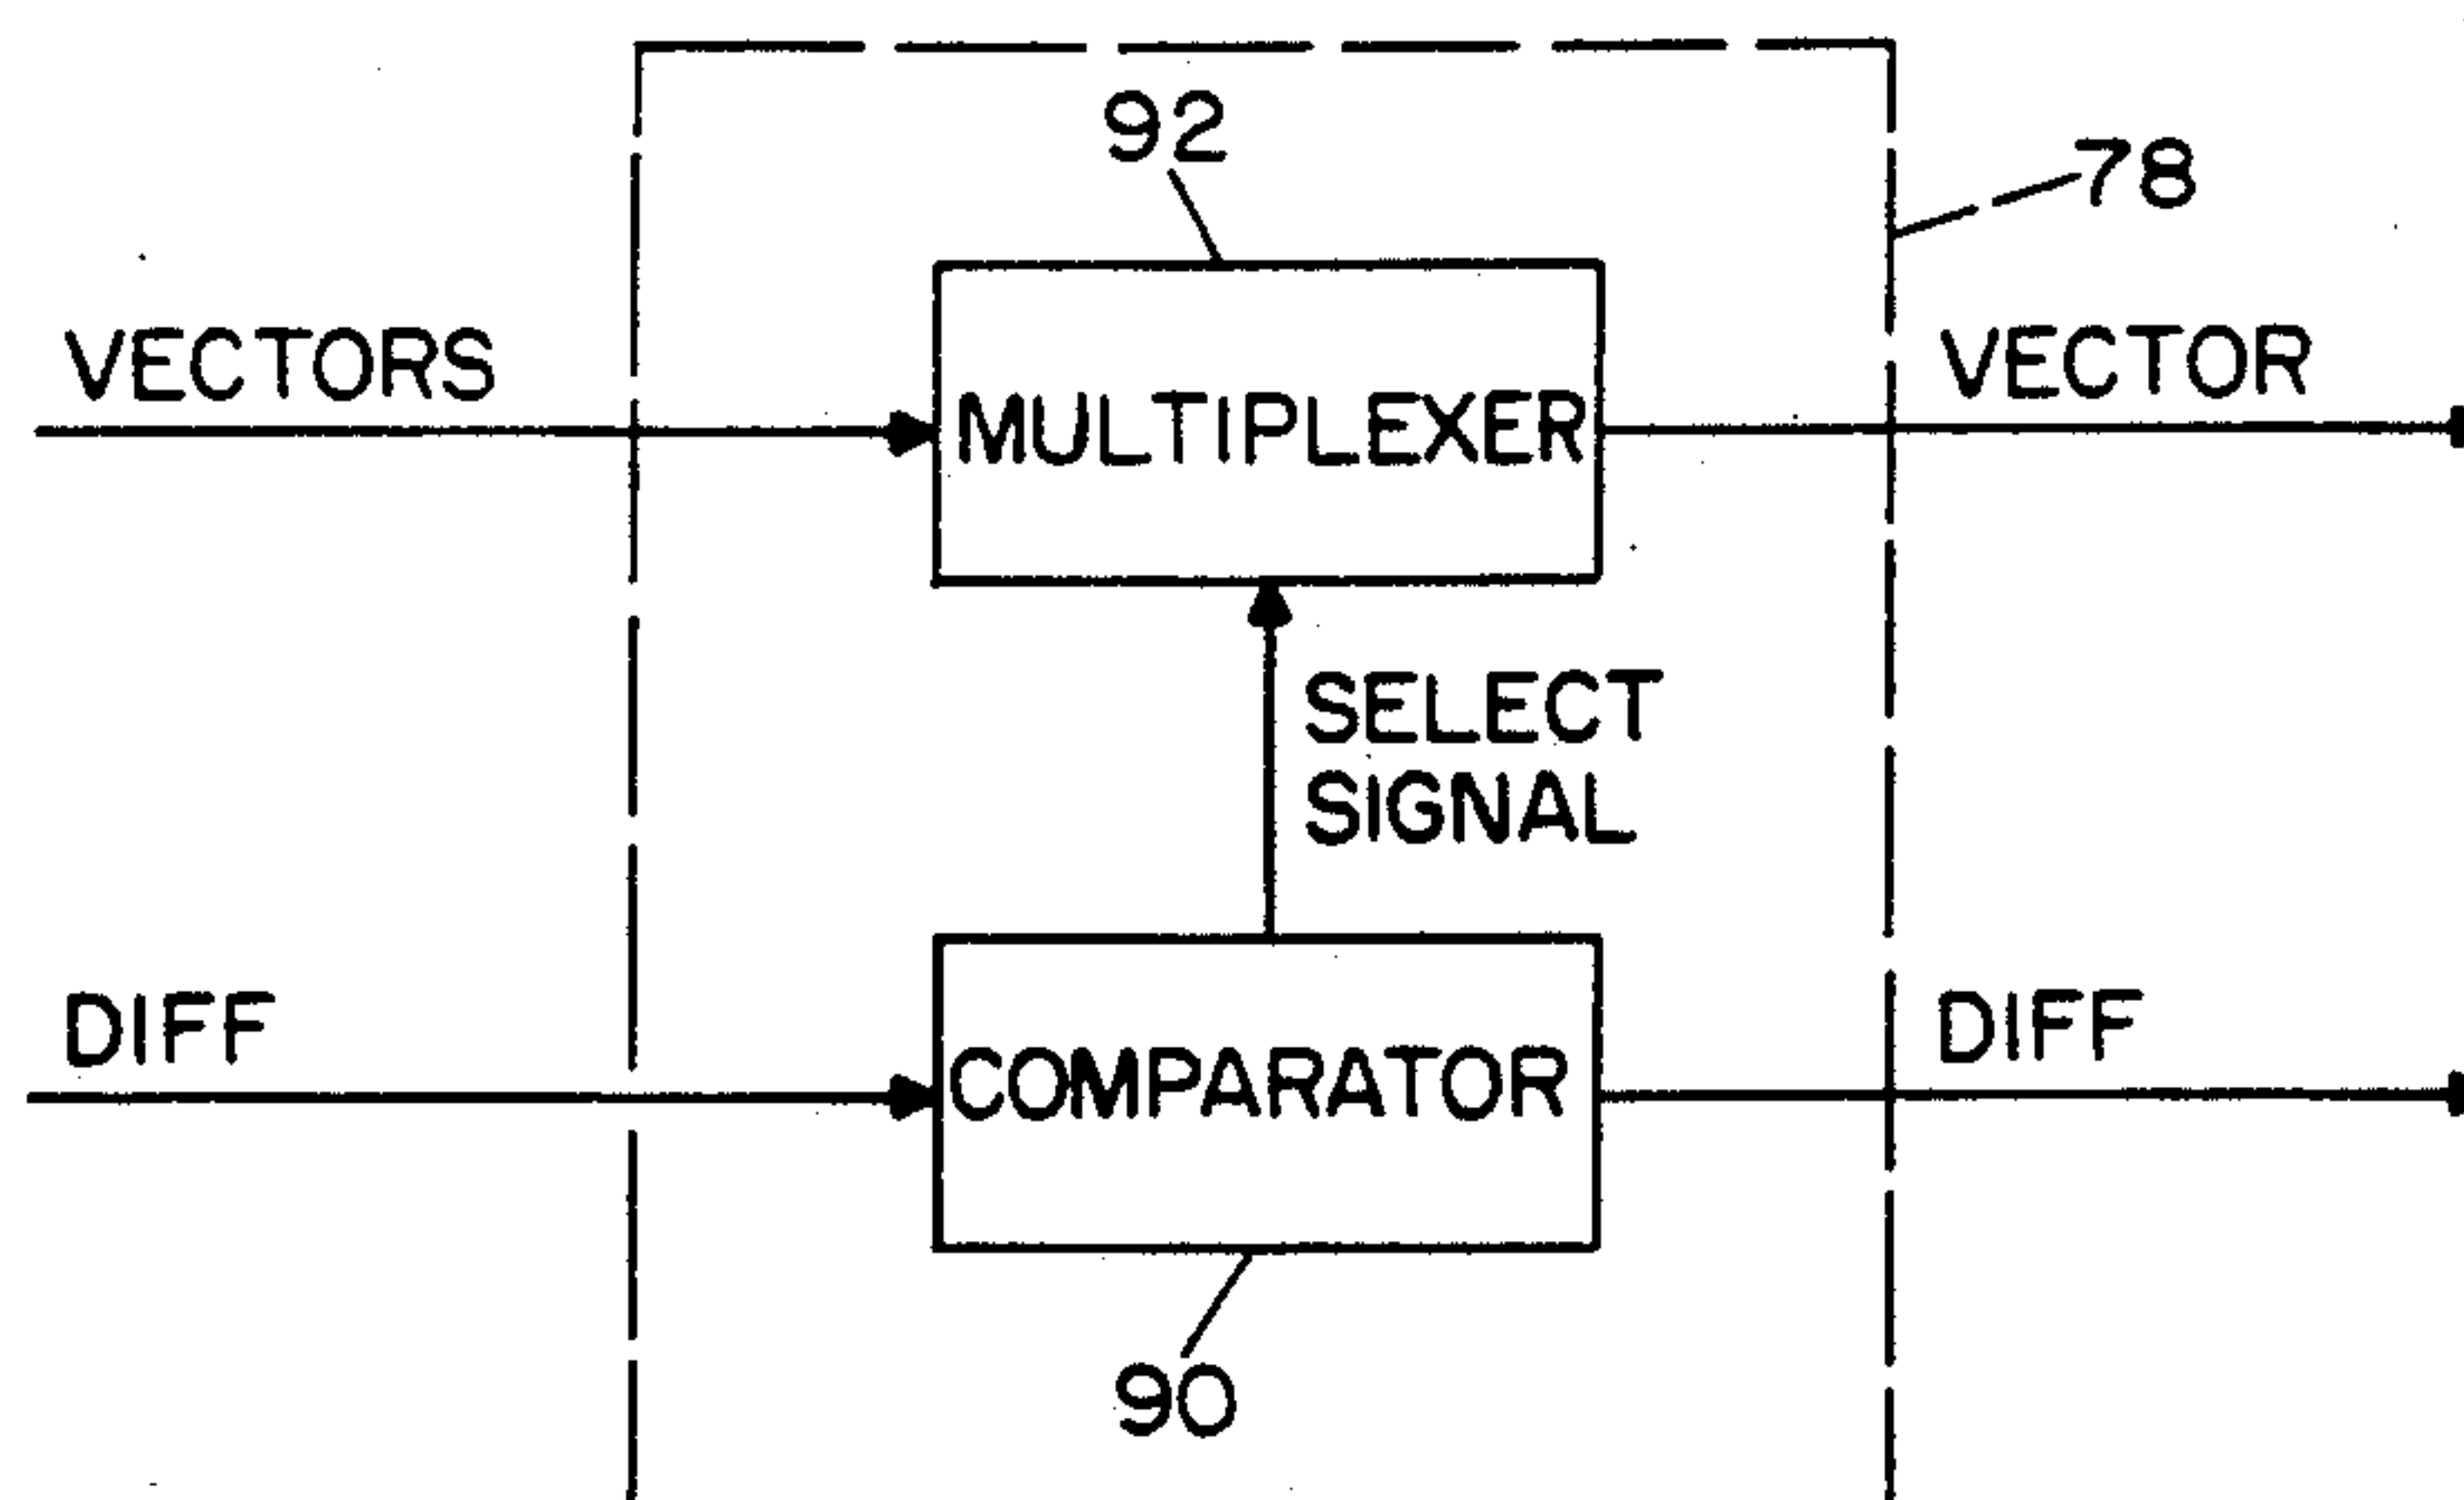 92
78
VECTORS
MULTIPLEXER
VECTOR
SELECT
SIGNAL
DIFF
COMPARATOR
DIFF
90